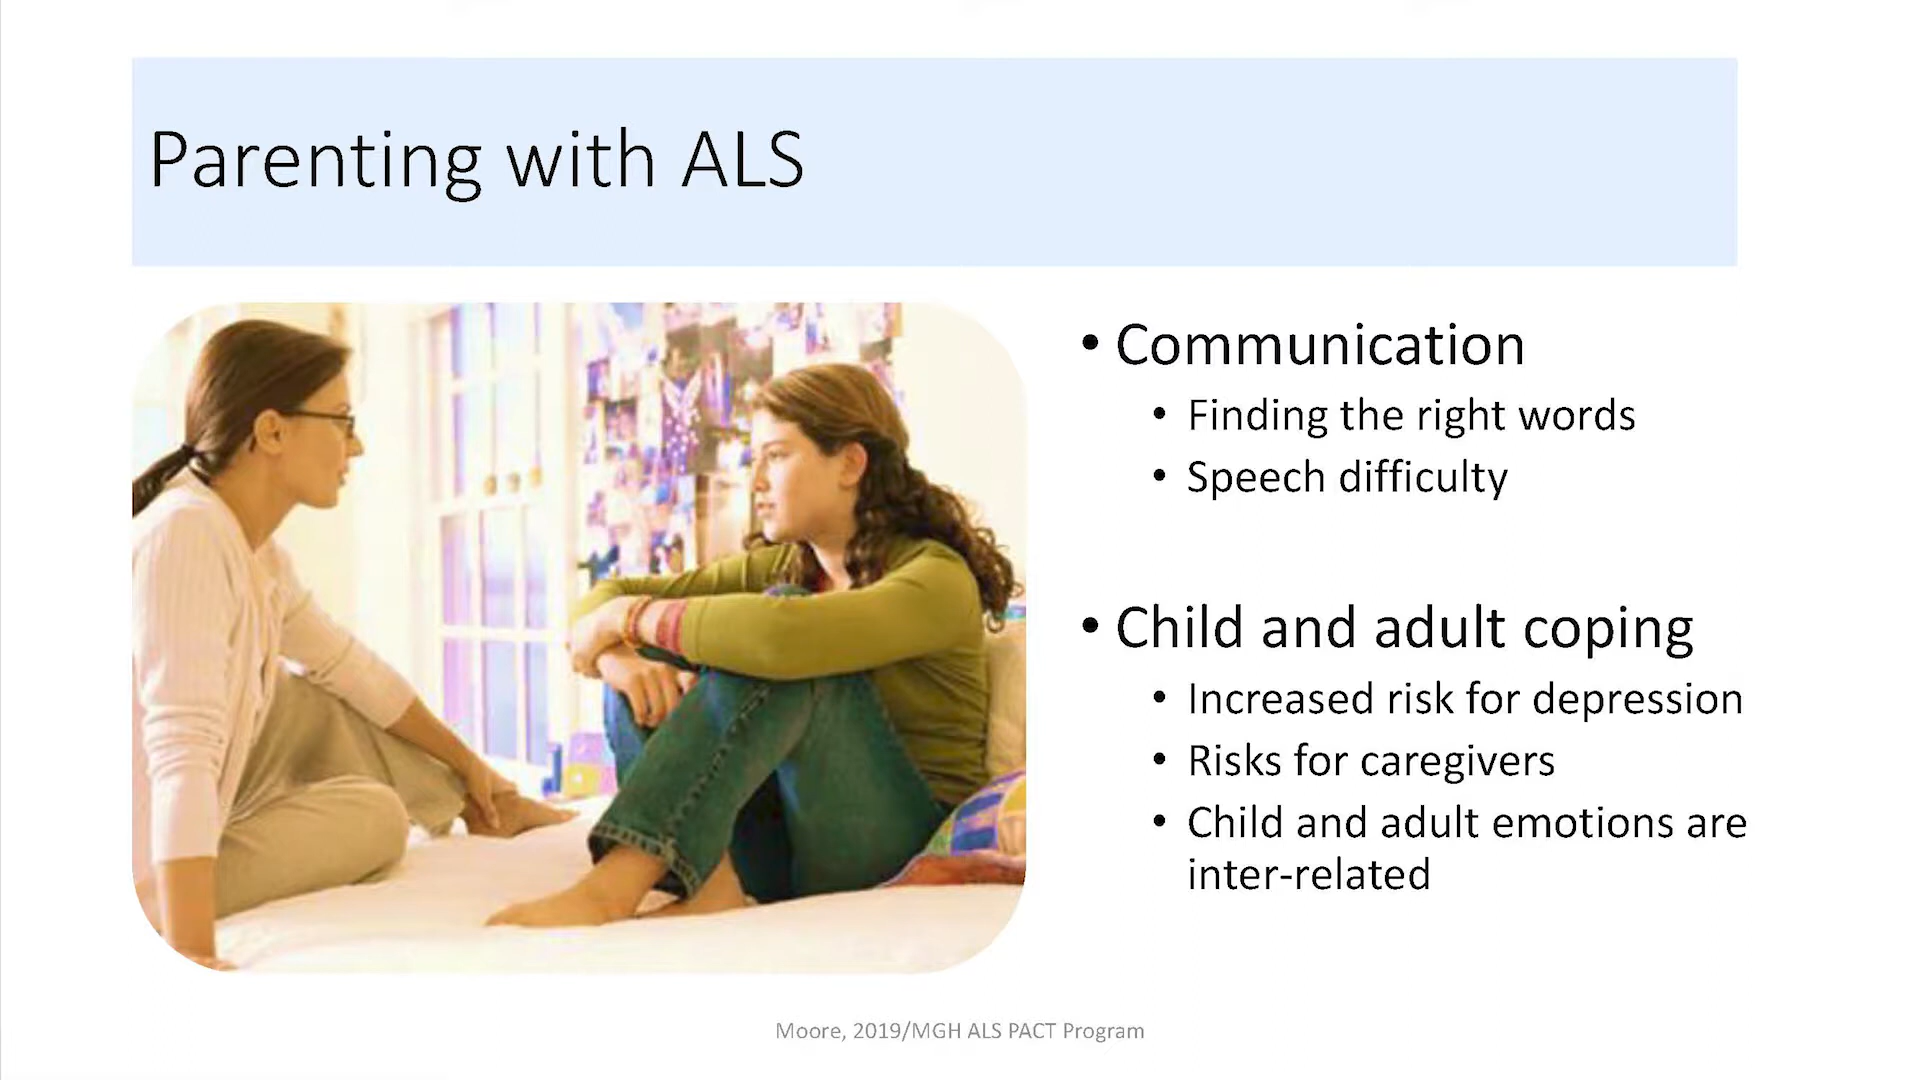 Parenting with ALS
• Communication
• Finding the right words
• Speech difficulty
• Child and adult coping
• Increased risk for depression
• Risks for caregivers
• Child and adult emotions are
inter-related
Moore, 2019/MGH ALS PACT Program